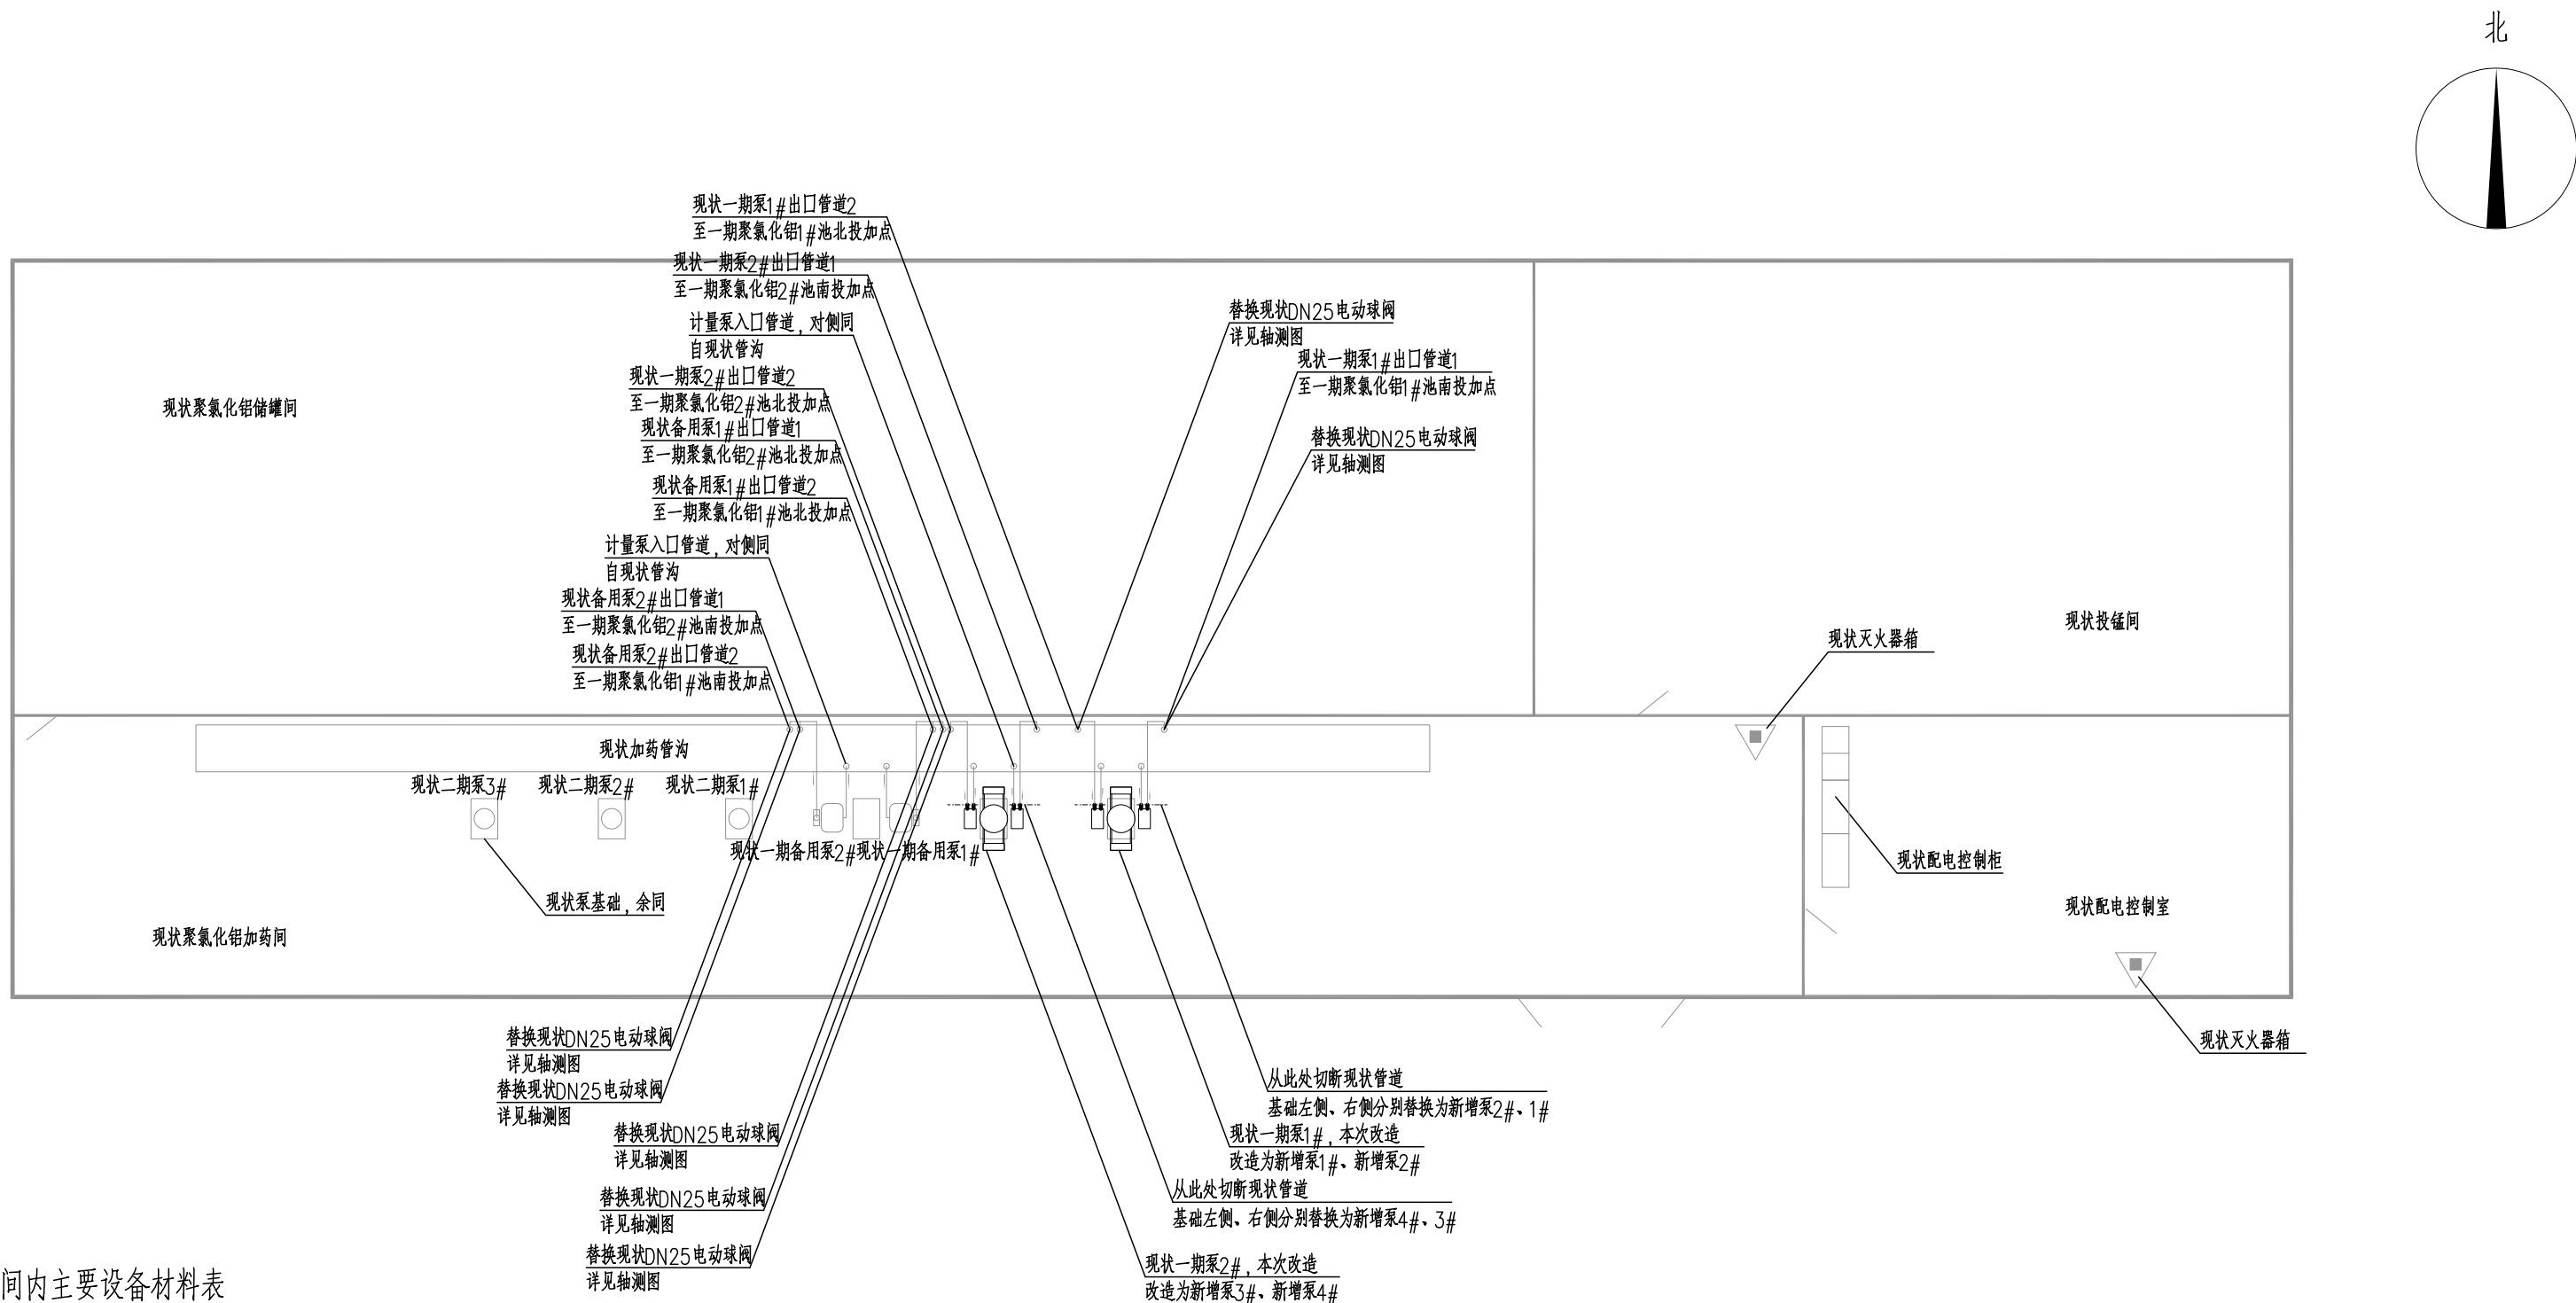 北
现状一期泵1#出口管道2
至一期聚氯化铝1#池北投加点
现状一期泵2#出口管道1
至一期聚氯化铝2#池南投加点
计量泵入口管道，对侧同
自现状管沟
现状一期泵2#出口管道2
至一期聚氯化铝2#池北投加点
现状备用泵1#出口管道1
至一期聚氯化铝2#池北投加点
现状备用泵1#出口管道2
至一期聚氯化铝1#池北投加点
计量泵入口管道，对侧同
自现状管沟
现状备用泵2#出口管道1
至一期聚氯化铝2#池南投加点
现状备用泵2#出口管道2
至一期聚氯化铝1#池南投加点
替换现状DN25电动球阀
详见轴测图
现状一期泵1#出口管道1
至一期聚氯化铝1#池南投加点
替换现状DN25电动球阀
详见轴测图
现状聚氯化铝储罐间
现状投锰间
现状灭火器箱
现状加药管沟
现状二期泵3#
现状二期泵2#
现状二期泵1#
现状一期备用泵2#
现状一期备用泵1#
现状泵基础，余同
现状聚氯化铝加药间
现状配电控制柜
现状配电控制室
现状灭火器箱
替换现状DN25电动球阀
详见轴测图
替换现状DN25电动球阀
详见轴测图
替换现状DN25电动球阀
详见轴测图
替换现状DN25电动球阀
详见轴测图
替换现状DN25电动球阀
详见轴测图
从此处切断现状管道
基础左侧、右侧分别替换为新增泵2#、1#
现状一期泵1#，本次改造
改造为新增泵1#、新增泵2#
从此处切断现状管道
基础左侧、右侧分别替换为新增泵4#、3#
现状一期泵2#，本次改造
改造为新增泵3#、新增泵4#
间内主要设备材料表